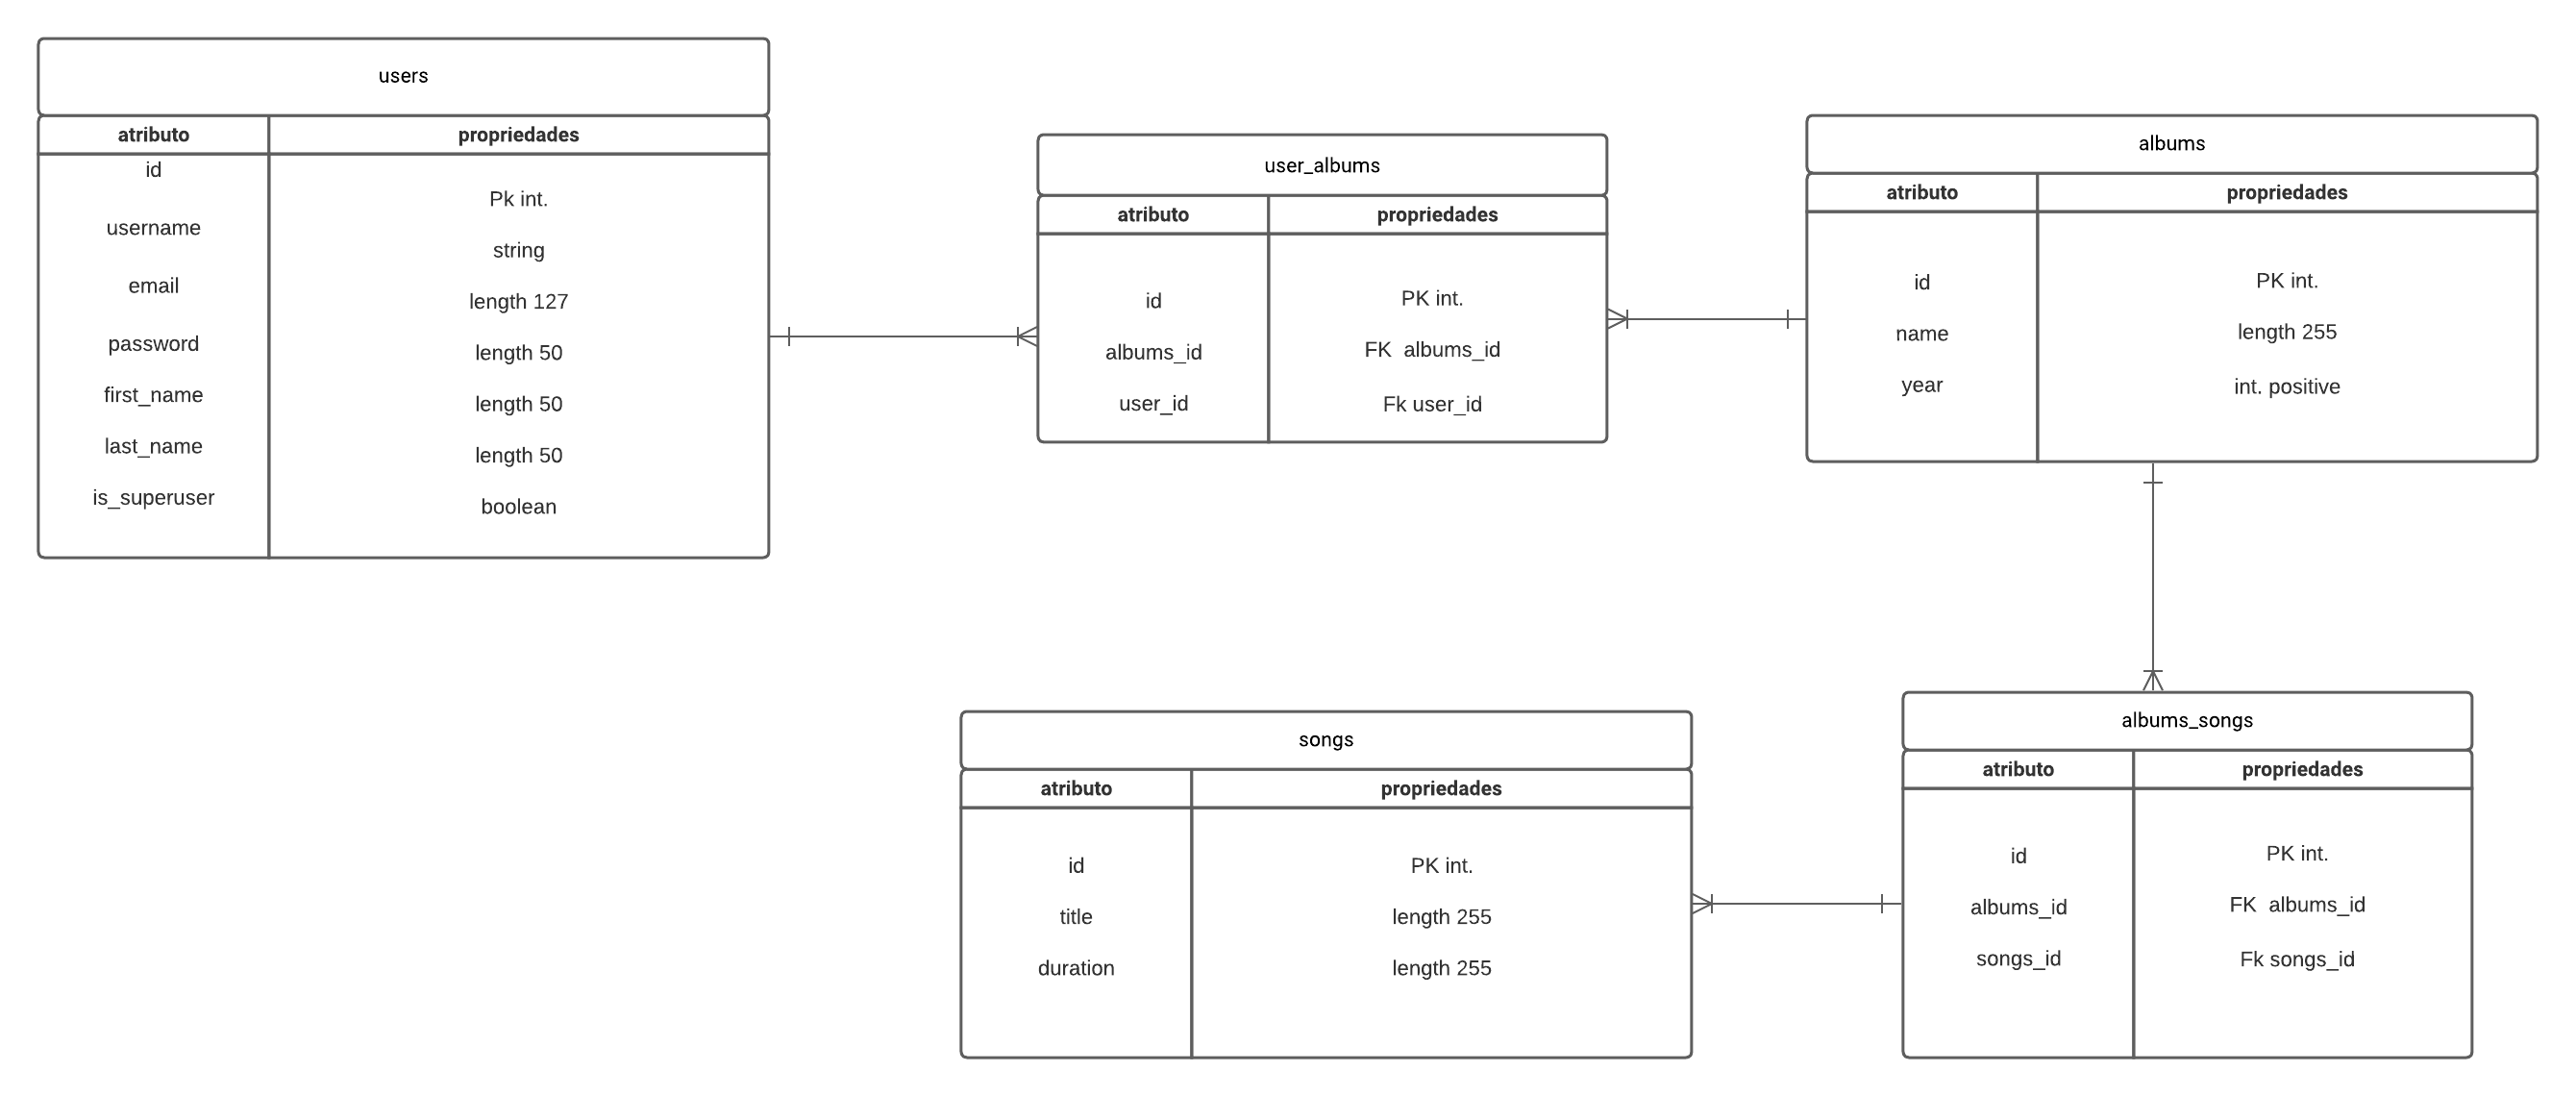 users
atributo propriedades
id
Pk int.
username
string
email
length 127
password
length 50
first_name
length 50
last_name
length 50
is_superuser
boolean
user_albums
atributo propriedades
id PK int.
albums_id FK albums_id
user_id Fk user_id
albums
atributo propriedades
id PK int.
name length 255
year int. positive
songs
atributo propriedades
id PK int.
title length 255
duration length 255
albums_songs
atributo propriedades
id PK int.
albums_id FK albums_id
songs_id Fk songs_id